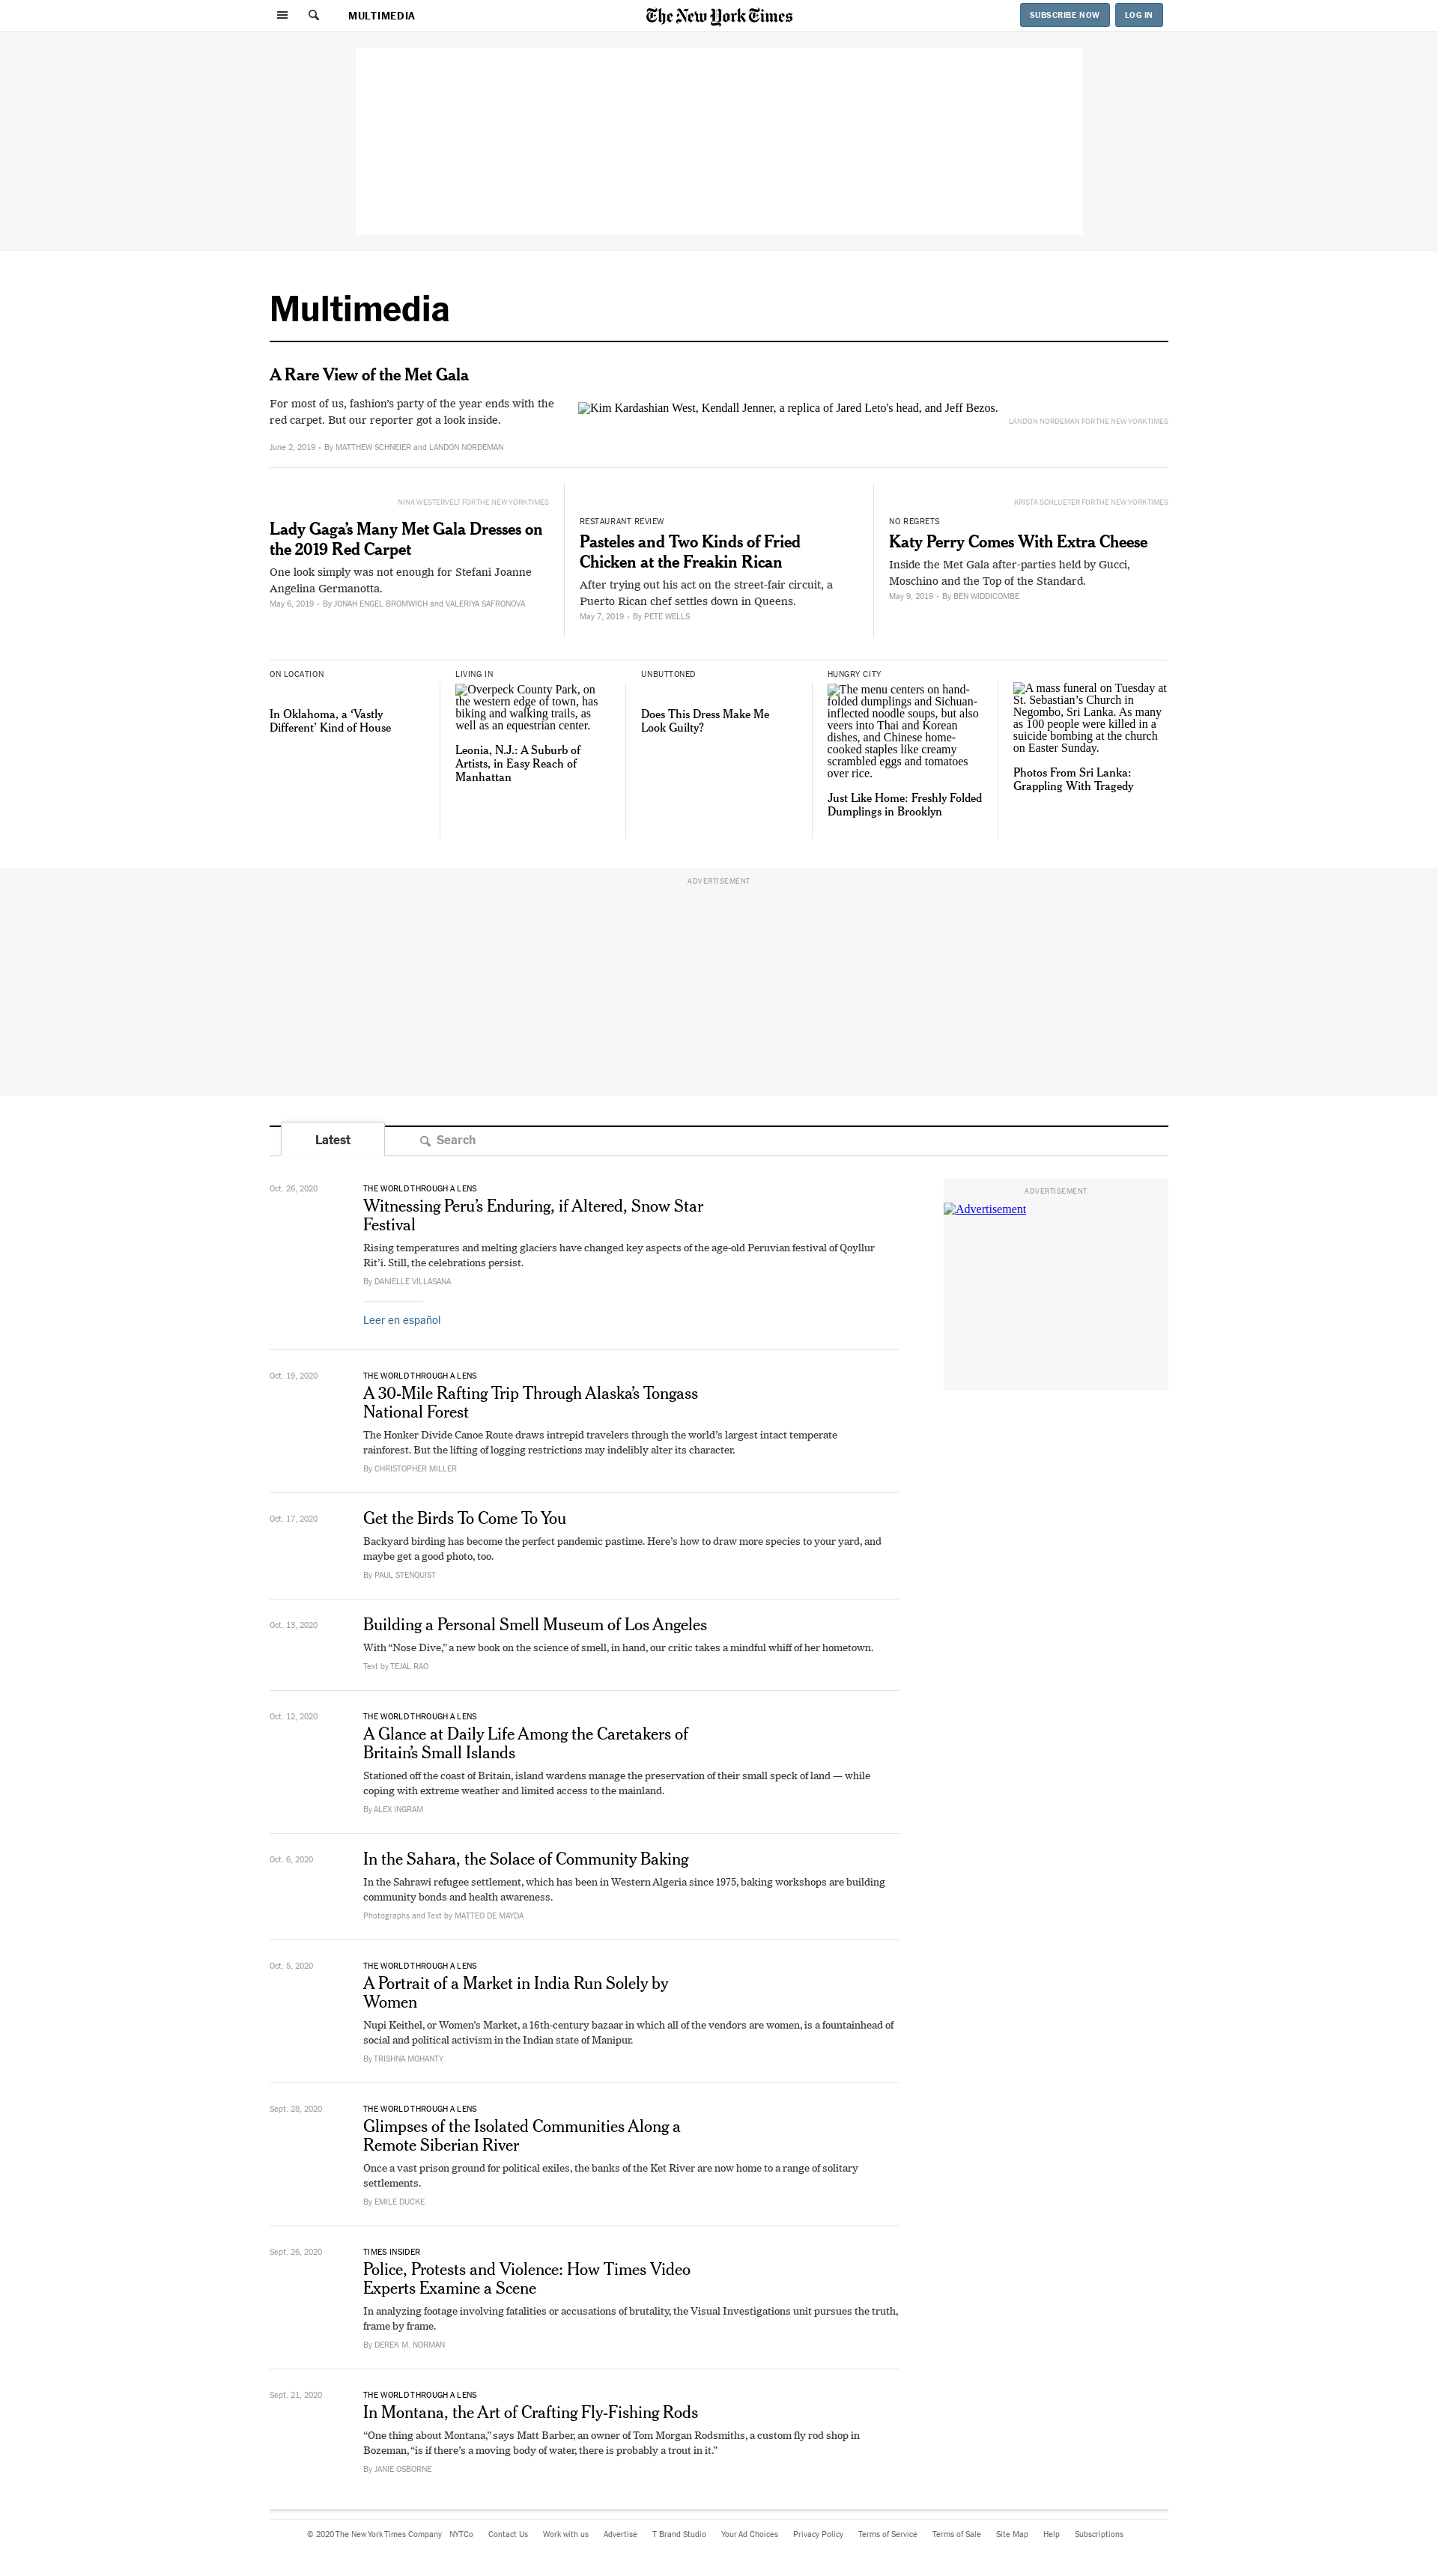 MULTIMEDIA
The New York Times
SUBSCRIBE NOW
LOG IN
Multimedia
A Rare View of the Met Gala
For most of us, fashion’s party of the year ends with the
red carpet. But our reporter got a look inside.
June 2, 2019 • By MATTHEW SCHNEIER and LANDON NORDEMAN
Kim Kardashian West, Kendall Jenner, a replica of Jared Leto's head, and Jeff Bezos.
LANDON NORDEMAN FOR THE NEW YORK TIMES
NINA WESTERVELT FOR THE NEW YORK TIMES
Lady Gaga’s Many Met Gala Dresses on
the 2019 Red Carpet
One look simply was not enough for Stefani Joanne
Angelina Germanotta.
May 6, 2019 • By JONAH ENGEL BROMWICH and VALERIYA SAFRONOVA
RESTAURANT REVIEW
Pasteles and Two Kinds of Fried
Chicken at the Freakin Rican
After trying out his act on the street-fair circuit, a
Puerto Rican chef settles down in Queens.
May 7, 2019 • By PETE WELLS
KRISTA SCHLUETER FOR THE NEW YORK TIMES
NO REGRETS
Katy Perry Comes With Extra Cheese
Inside the Met Gala after-parties held by Gucci,
Moschino and the Top of the Standard.
May 9, 2019 • By BEN WIDDICOMBE
ON LOCATION
In Oklahoma, a ‘Vastly
Different’ Kind of House
LIVING IN
Overpeck County Park, on
the western edge of town, has
biking and walking trails, as
well as an equestrian center.
Leonia, N.J.: A Suburb of
Artists, in Easy Reach of
Manhattan
UNBUTTONED
Does This Dress Make Me
Look Guilty?
HUNGRY CITY
The menu centers on hand-
folded dumplings and Sichuan-
inflected noodle soups, but also
veers into Thai and Korean
dishes, and Chinese home-
cooked staples like creamy
scrambled eggs and tomatoes
over rice.
Just Like Home: Freshly Folded
Dumplings in Brooklyn
A mass funeral on Tuesday at
St. Sebastian’s Church in
Negombo, Sri Lanka. As many
as 100 people were killed in a
suicide bombing at the church
on Easter Sunday.
Photos From Sri Lanka:
Grappling With Tragedy
ADVERTISEMENT
Latest
Search
ADVERTISEMENT
Advertisement
Oct. 26, 2020
THE WORLD THROUGH A LENS
Witnessing Peru’s Enduring, if Altered, Snow Star
Festival
Rising temperatures and melting glaciers have changed key aspects of the age-old Peruvian festival of Qoyllur
Rit’i. Still, the celebrations persist.
By DANIELLE VILLASANA
Leer en español
Oct. 19, 2020
THE WORLD THROUGH A LENS
A 30-Mile Rafting Trip Through Alaska’s Tongass
National Forest
The Honker Divide Canoe Route draws intrepid travelers through the world’s largest intact temperate
rainforest. But the lifting of logging restrictions may indelibly alter its character.
By CHRISTOPHER MILLER
Oct. 17, 2020
Get the Birds To Come To You
Backyard birding has become the perfect pandemic pastime. Here’s how to draw more species to your yard, and
maybe get a good photo, too.
By PAUL STENQUIST
Oct. 13, 2020
Building a Personal Smell Museum of Los Angeles
With “Nose Dive,” a new book on the science of smell, in hand, our critic takes a mindful whiff of her hometown.
Text by TEJAL RAO
Oct. 12, 2020
THE WORLD THROUGH A LENS
A Glance at Daily Life Among the Caretakers of
Britain’s Small Islands
Stationed off the coast of Britain, island wardens manage the preservation of their small speck of land — while
coping with extreme weather and limited access to the mainland.
By ALEX INGRAM
Oct. 6, 2020
In the Sahara, the Solace of Community Baking
In the Sahrawi refugee settlement, which has been in Western Algeria since 1975, baking workshops are building
community bonds and health awareness.
Photographs and Text by MATTEO DE MAYDA
Oct. 5, 2020
THE WORLD THROUGH A LENS
A Portrait of a Market in India Run Solely by
Women
Nupi Keithel, or Women’s Market, a 16th-century bazaar in which all of the vendors are women, is a fountainhead of
social and political activism in the Indian state of Manipur.
By TRISHNA MOHANTY
Sept. 28, 2020
THE WORLD THROUGH A LENS
Glimpses of the Isolated Communities Along a
Remote Siberian River
Once a vast prison ground for political exiles, the banks of the Ket River are now home to a range of solitary
settlements.
By EMILE DUCKE
Sept. 26, 2020
TIMES INSIDER
Police, Protests and Violence: How Times Video
Experts Examine a Scene
In analyzing footage involving fatalities or accusations of brutality, the Visual Investigations unit pursues the truth,
frame by frame.
By DEREK M. NORMAN
Sept. 21, 2020
THE WORLD THROUGH A LENS
In Montana, the Art of Crafting Fly-Fishing Rods
“One thing about Montana,” says Matt Barber, an owner of Tom Morgan Rodsmiths, a custom fly rod shop in
Bozeman, “is if there’s a moving body of water, there is probably a trout in it.”
By JANIE OSBORNE
© 2020 The New York Times Company NYTCo Contact Us Work with us Advertise T Brand Studio Your Ad Choices Privacy Policy Terms of Service Terms of Sale Site Map Help Subscriptions